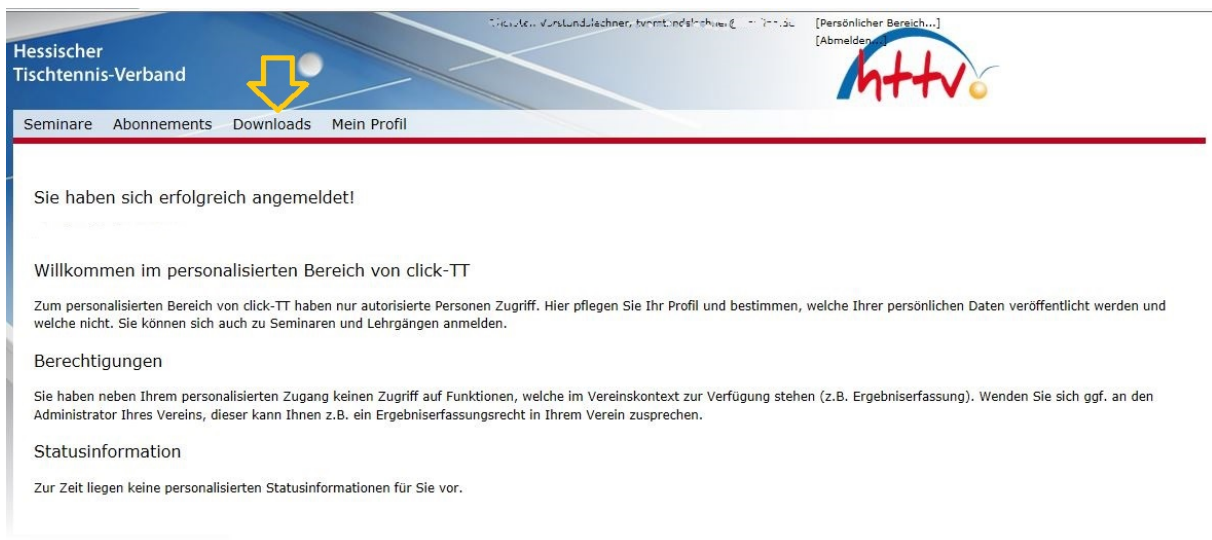 [Persönlicher Bereich...]
[Abmelden...]
Hessischer
Tischtennis-Verband
httv
Seminare Abonnements Downloads Mein Profil
Sie haben sich erfolgreich angemeldet!
Willkommen im personalisierten Bereich von click-TT
Zum personalisierten Bereich von click-TT haben nur autorisierte Personen Zugriff. Hier pflegen Sie Ihr Profil und bestimmen, welche Ihrer persönlichen Daten veröffentlicht werden und
welche nicht. Sie können sich auch zu Seminaren und Lehrgängen anmelden.
Berechtigungen
Sie haben neben Ihrem personalisierten Zugang keinen Zugriff auf Funktionen, welche im Vereinskontext zur Verfügung stehen (z.B. Ergebniserfassung). Wenden Sie sich ggf. an den
Administrator Ihres Vereins, dieser kann Ihnen z.B. ein Ergebniserfassungsrecht in Ihrem Verein zusprechen.
Statusinformation
Zur Zeit liegen keine personalisierten Statusinformationen für Sie vor.